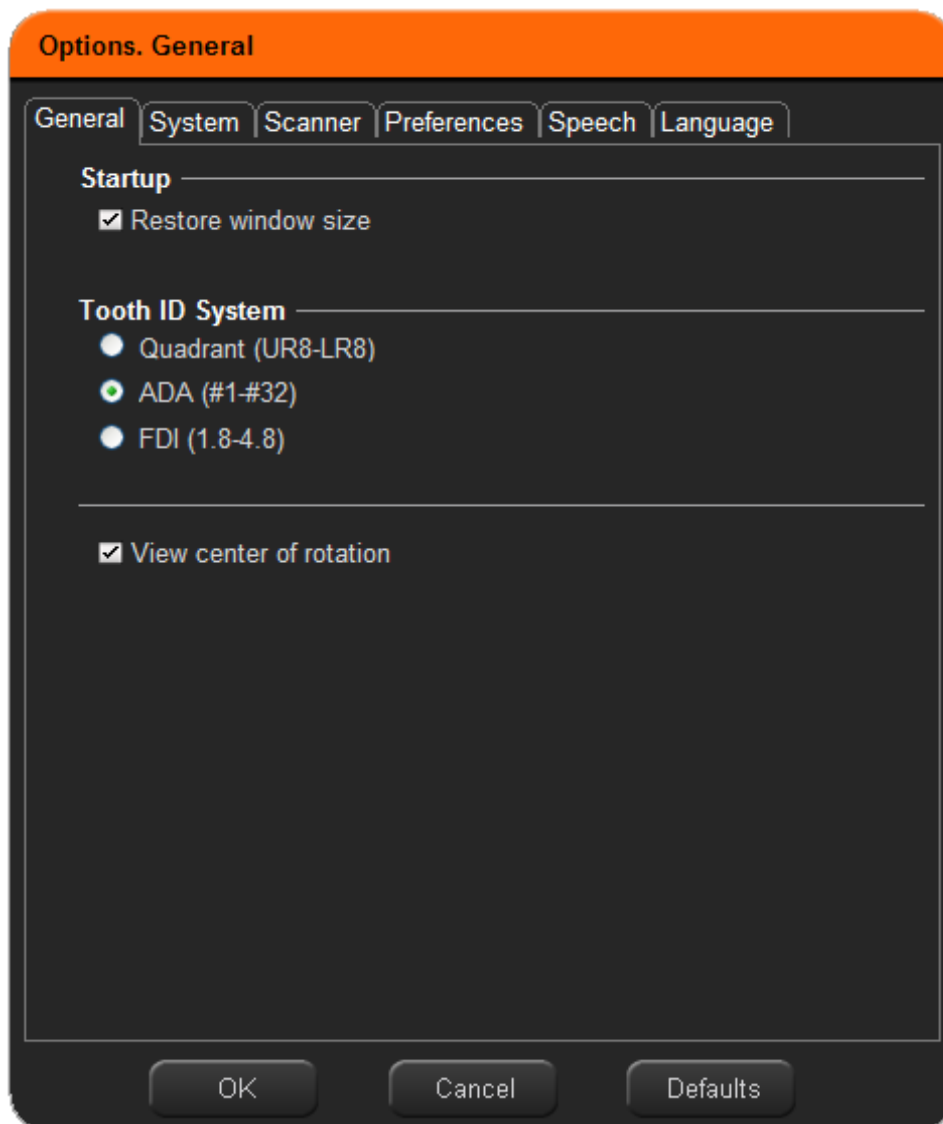 Options. General
General System Scanner Preferences Speech Language
Startup
Restore window size
Tooth ID System
Quadrant (UR8-LR8)
ADA (#1-#32)
FDI (1.8-4.8)
View center of rotation
OK Cancel Defaults